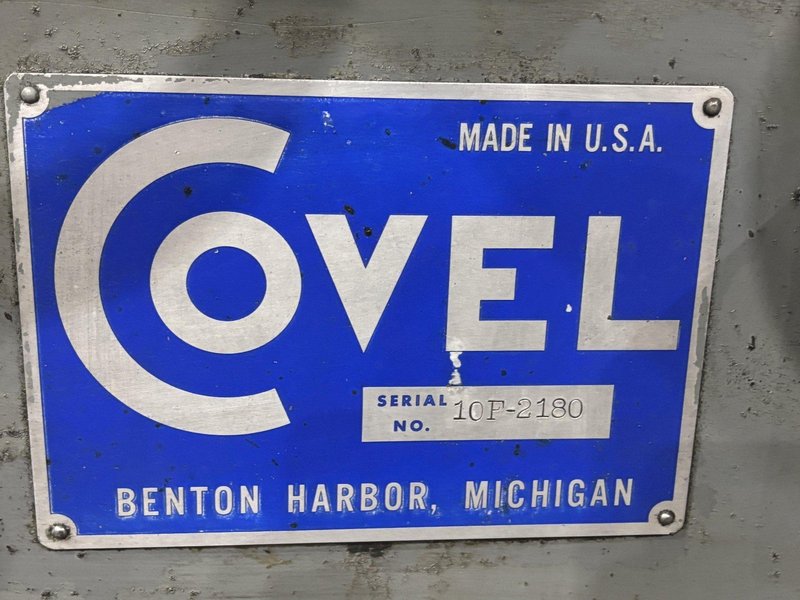 MADE IN U.S.A.
COVEL
SERIAL NO. 10F-2180
BENTON HARBOR, MICHIGAN